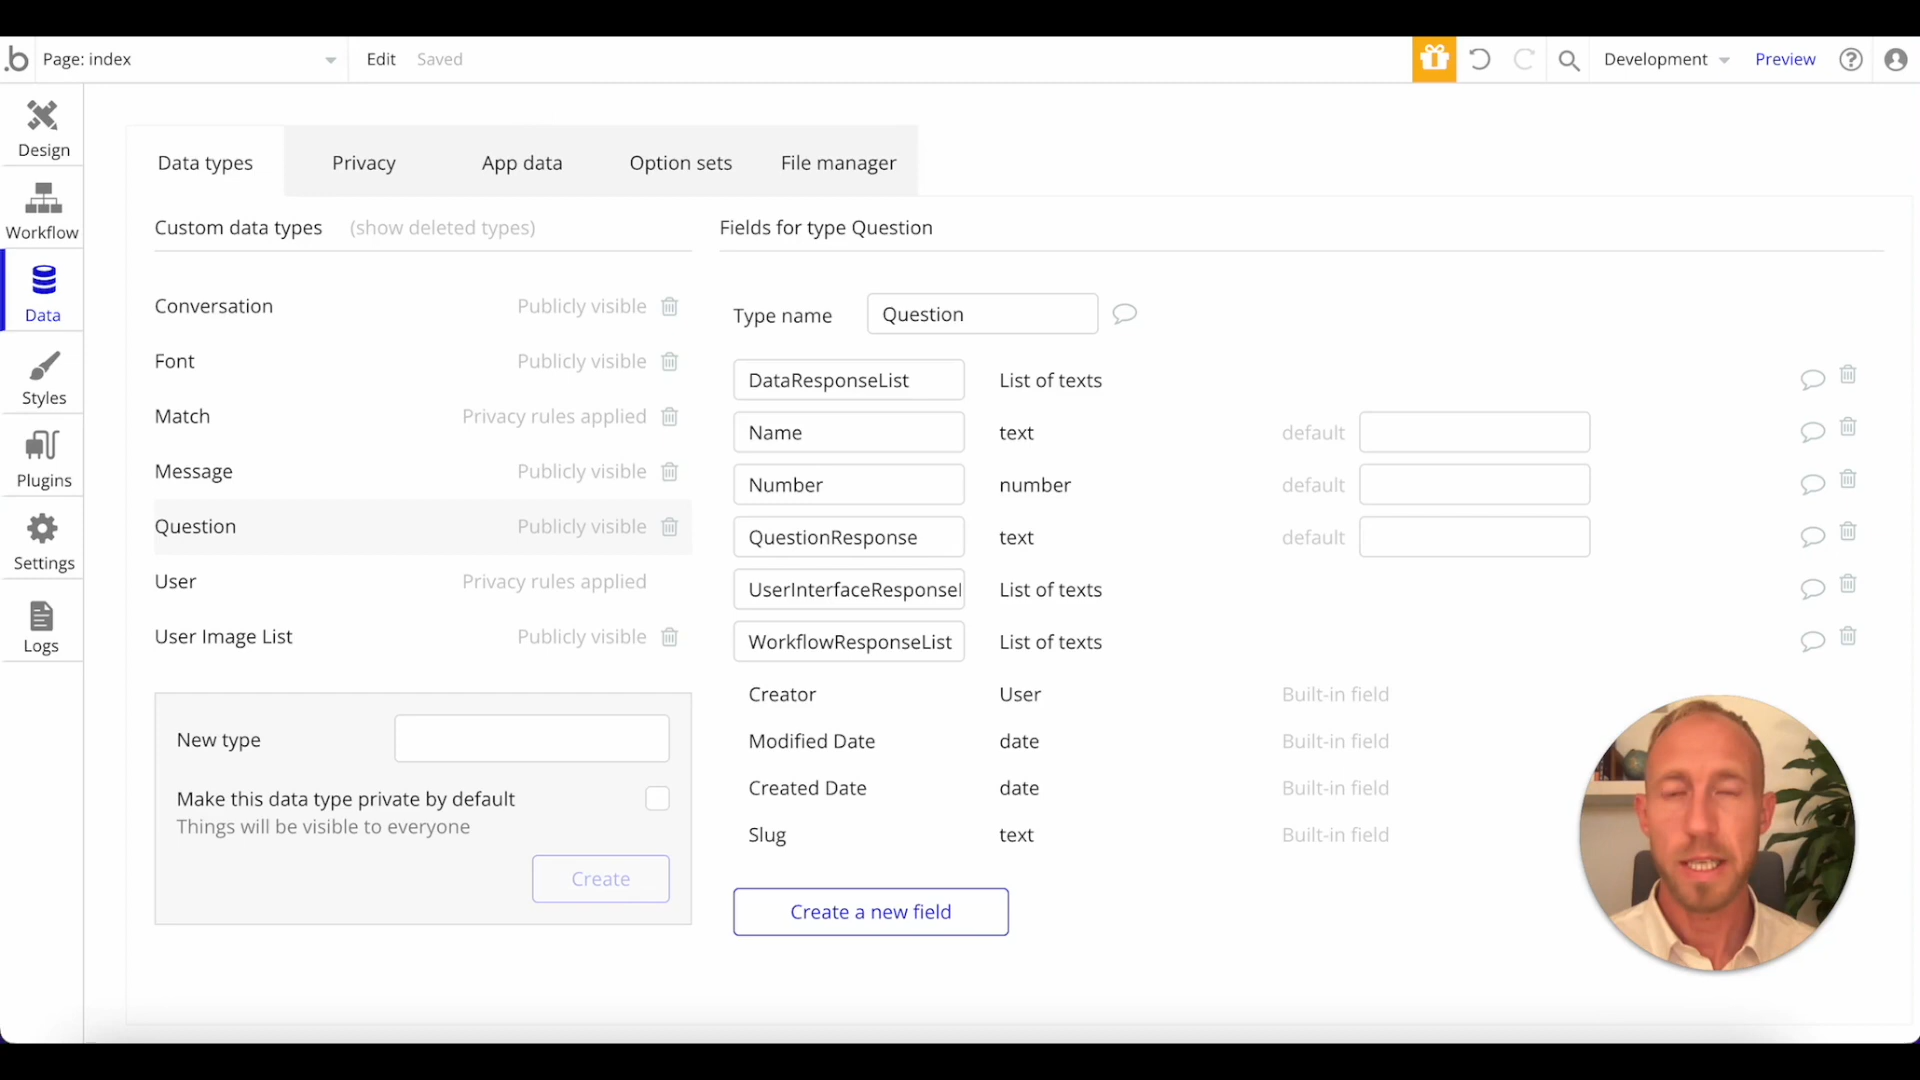 .b Page: index Edit Saved Development Preview ?
Design
Workflow
Data
Styles
Plugins
Settings
Logs
Data types Privacy App data Option sets File manager
Custom data types (show deleted types)
Conversation Publicly visible
Font Publicly visible
Match Privacy rules applied
Message Publicly visible
Question Publicly visible
User Privacy rules applied
User Image List Publicly visible
New type
Make this data type private by default
Things will be visible to everyone
Create
Fields for type Question
Type name Question
DataResponseList List of texts
Name text default
Number number default
QuestionResponse text default
UserInterfaceResponse List of texts
WorkflowResponseList List of texts
Creator User Built-in field
Modified Date date Built-in field
Created Date date Built-in field
Slug text Built-in field
Create a new field